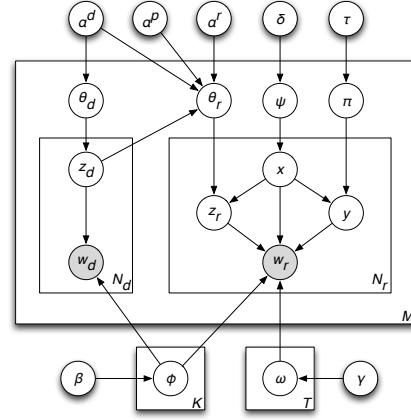 α^d α^p α^r δ τ
θ_d θ_r ψ π
z_d x
z_r y
w_d w_r
N_d N_r
M
β ϕ ω γ
K T